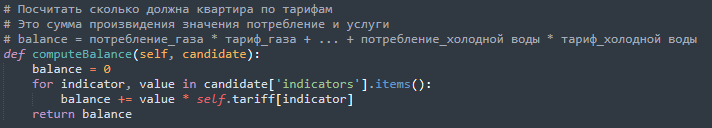 # Посчитать сколько должна квартира по тарифам
# Это сумма произвидения значения потребление и услуги
# balance = потребление_газа * тариф_газа + ... + потребление_холодной воды * тариф_холодной воды
def computeBalance(self, candidate):
    balance = 0
    for indicator, value in candidate['indicators'].items():
        balance += value * self.tariff[indicator]
    return balance